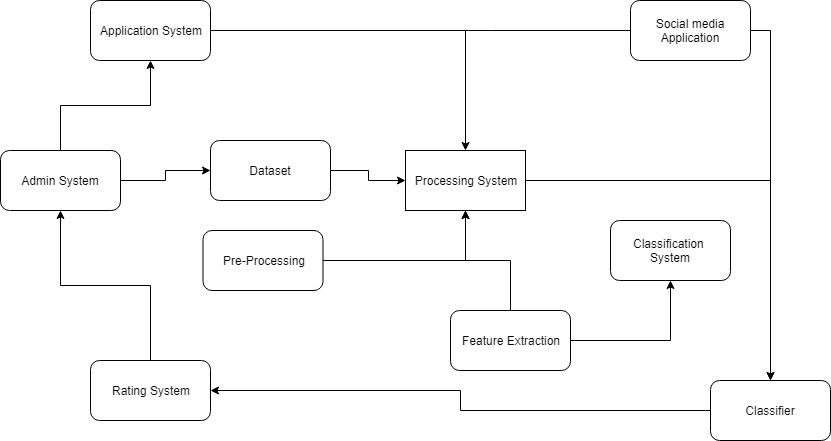 Application System
Social media
Application
Admin System
Dataset
Processing System
Pre-Processing
Classification
System
Feature Extraction
Rating System
Classifier